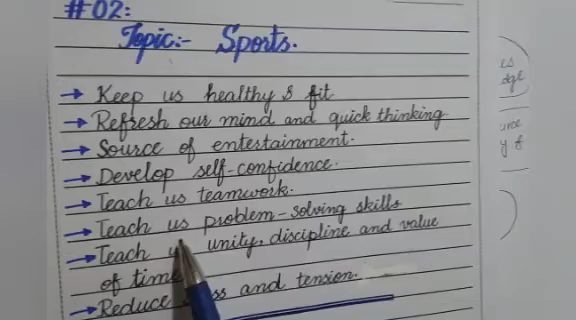 #02:
Topic:- Sports.
→ Keep us healthy & fit.
→ Refresh our mind and quick thinking.
→ Source of entertainment.
→ Develop self-confidence.
→ Teach us teamwork.
→ Teach us problem-solving skills
→ Teach unity, discipline and value
of time
→ Reduce and tension.